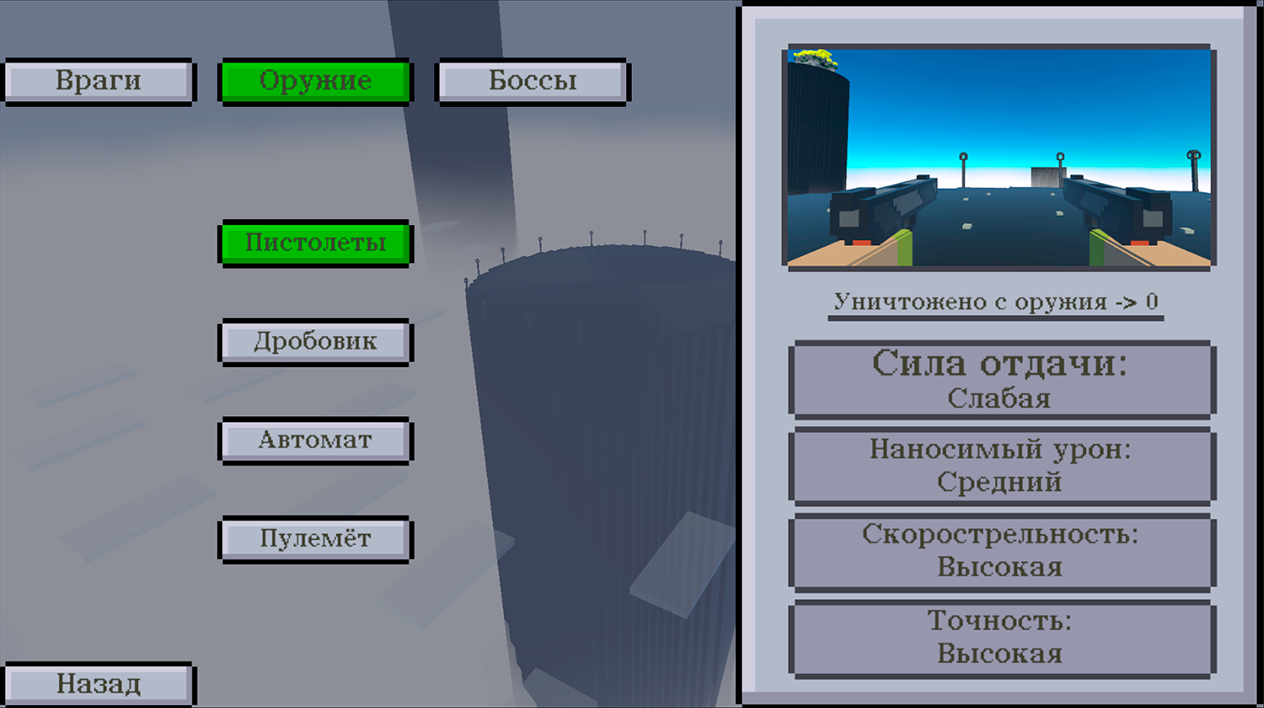 Враги
Оружие
Боссы
Пистолеты
Дробовик
Автомат
Пулемёт
Назад
Уничтожено с оружия -> 0
Сила отдачи:
Слабая
Наносимый урон:
Средний
Скорострельность:
Высокая
Точность:
Высокая